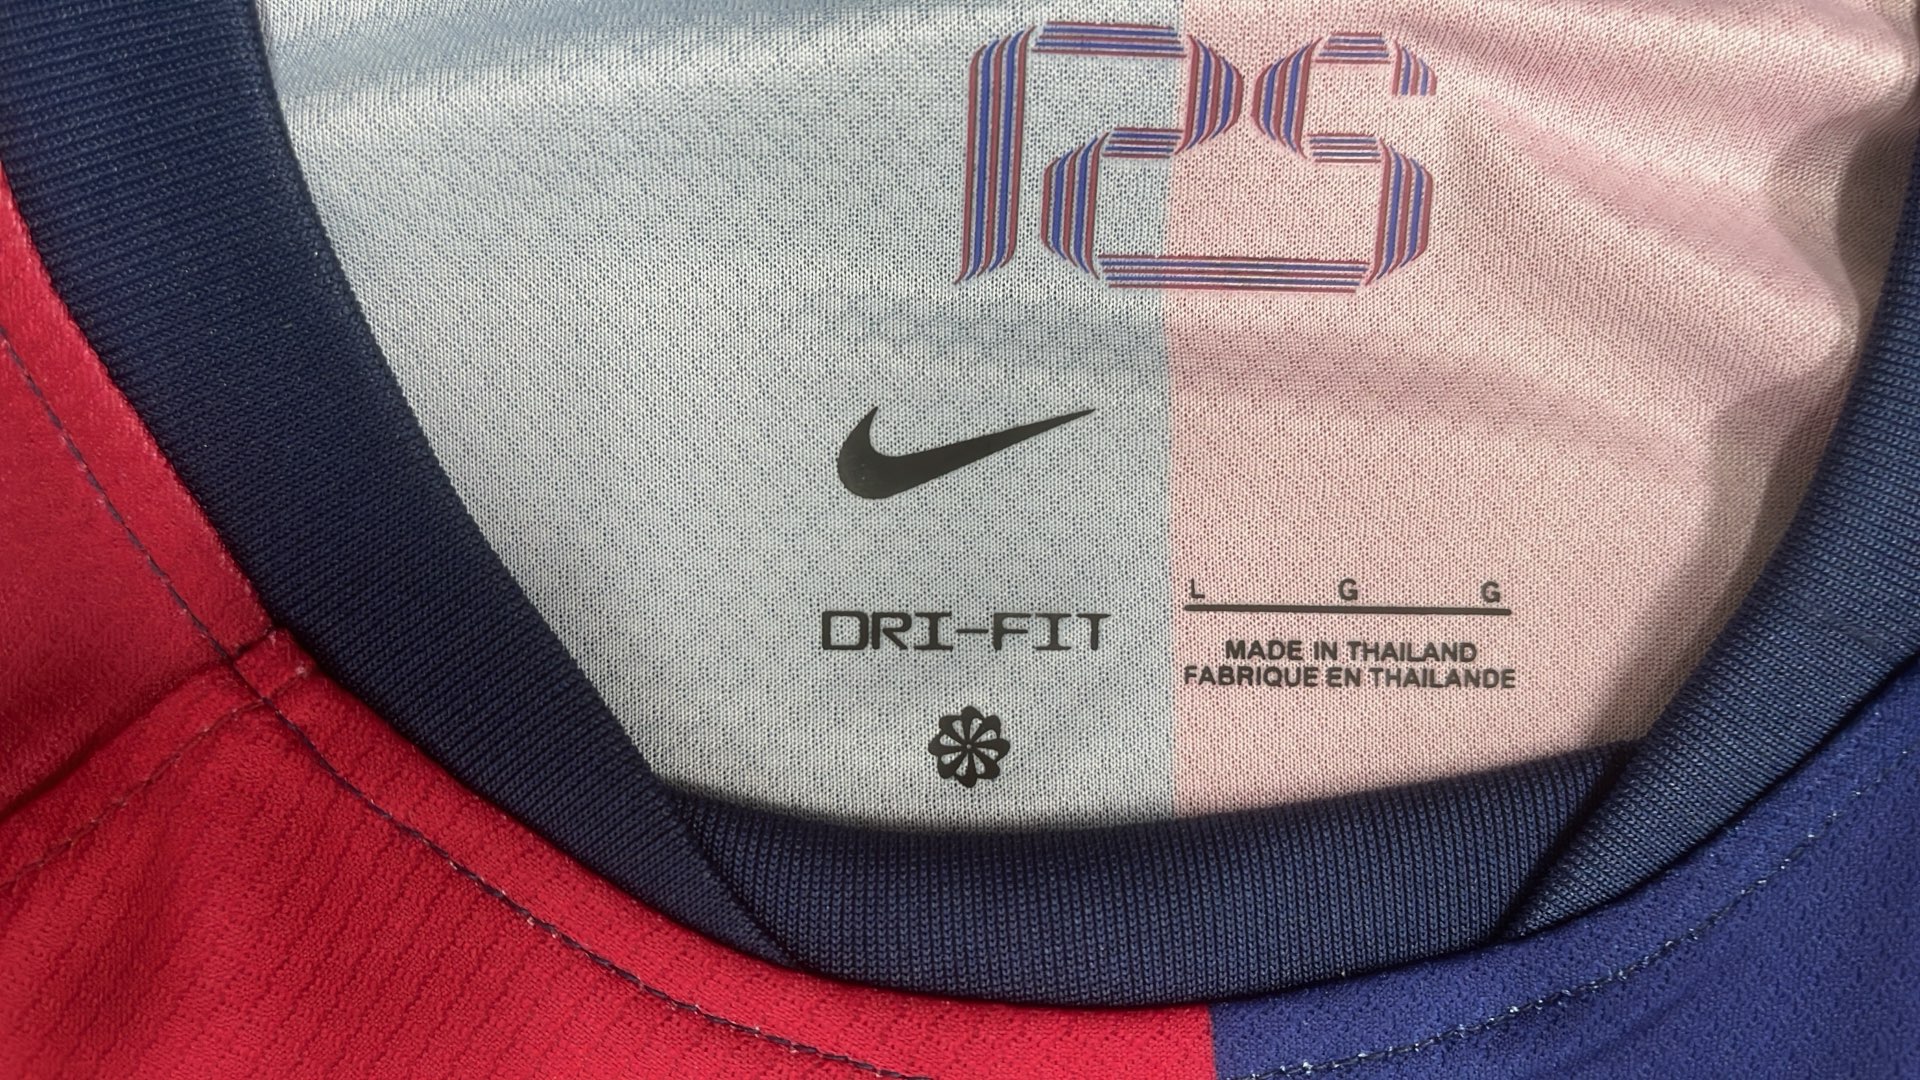 125
DRI-FIT
L G G
MADE IN THAILAND
FABRIQUE EN THAILANDE